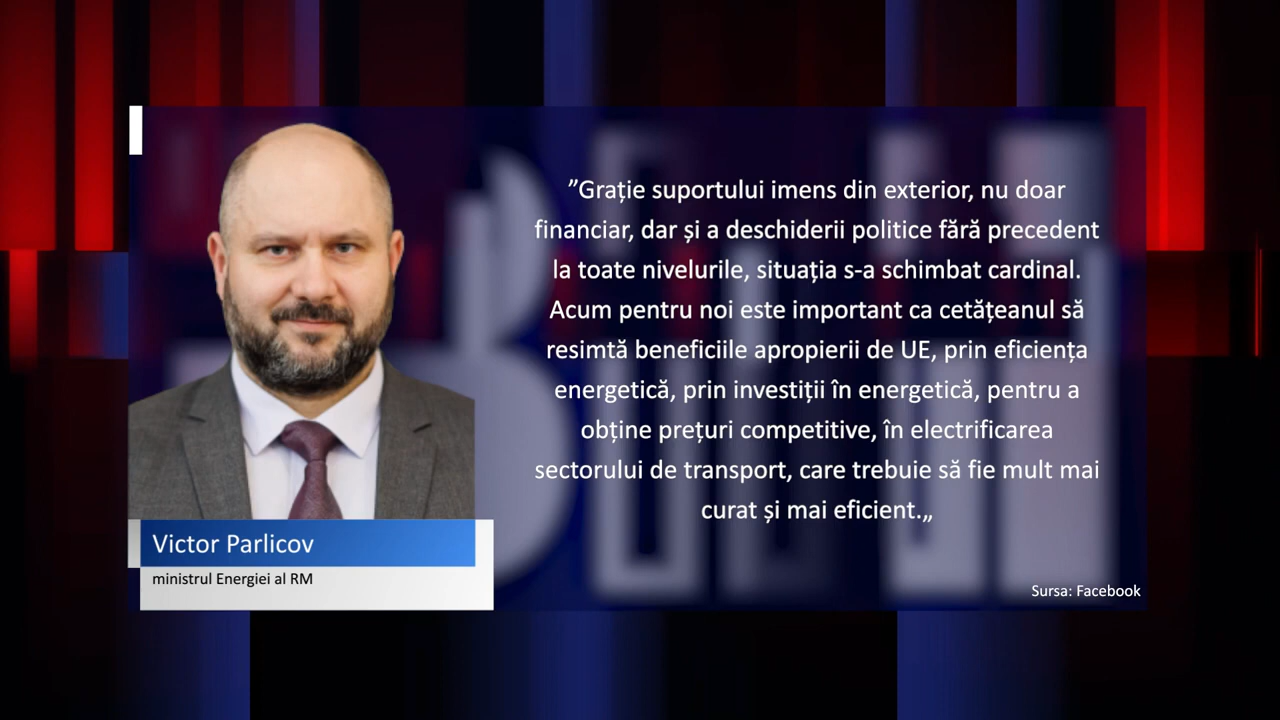 ”Grație suportului imens din exterior, nu doar
financiar, dar și a deschiderii politice fără precedent
la toate nivelurile, situația s-a schimbat cardinal.
Acum pentru noi este important ca cetățeanul să
resimtă beneficiile apropierii de UE, prin eficiența
energetică, prin investiții în energetică, pentru a
obține prețuri competitive, în electrificarea
sectorului de transport, care trebuie să fie mult mai
curat și mai eficient.„
Victor Parlicov
ministrul Energiei al RM
Sursa: Facebook